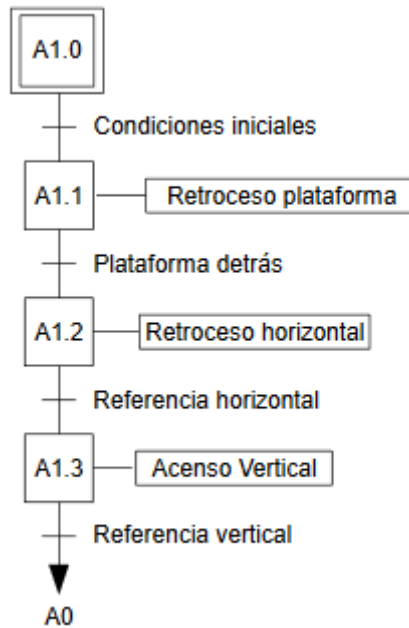 A1.0
Condiciones iniciales
A1.1
Retroceso plataforma
Plataforma detrás
A1.2
Retroceso horizontal
Referencia horizontal
A1.3
Acenso Vertical
Referencia vertical
A0